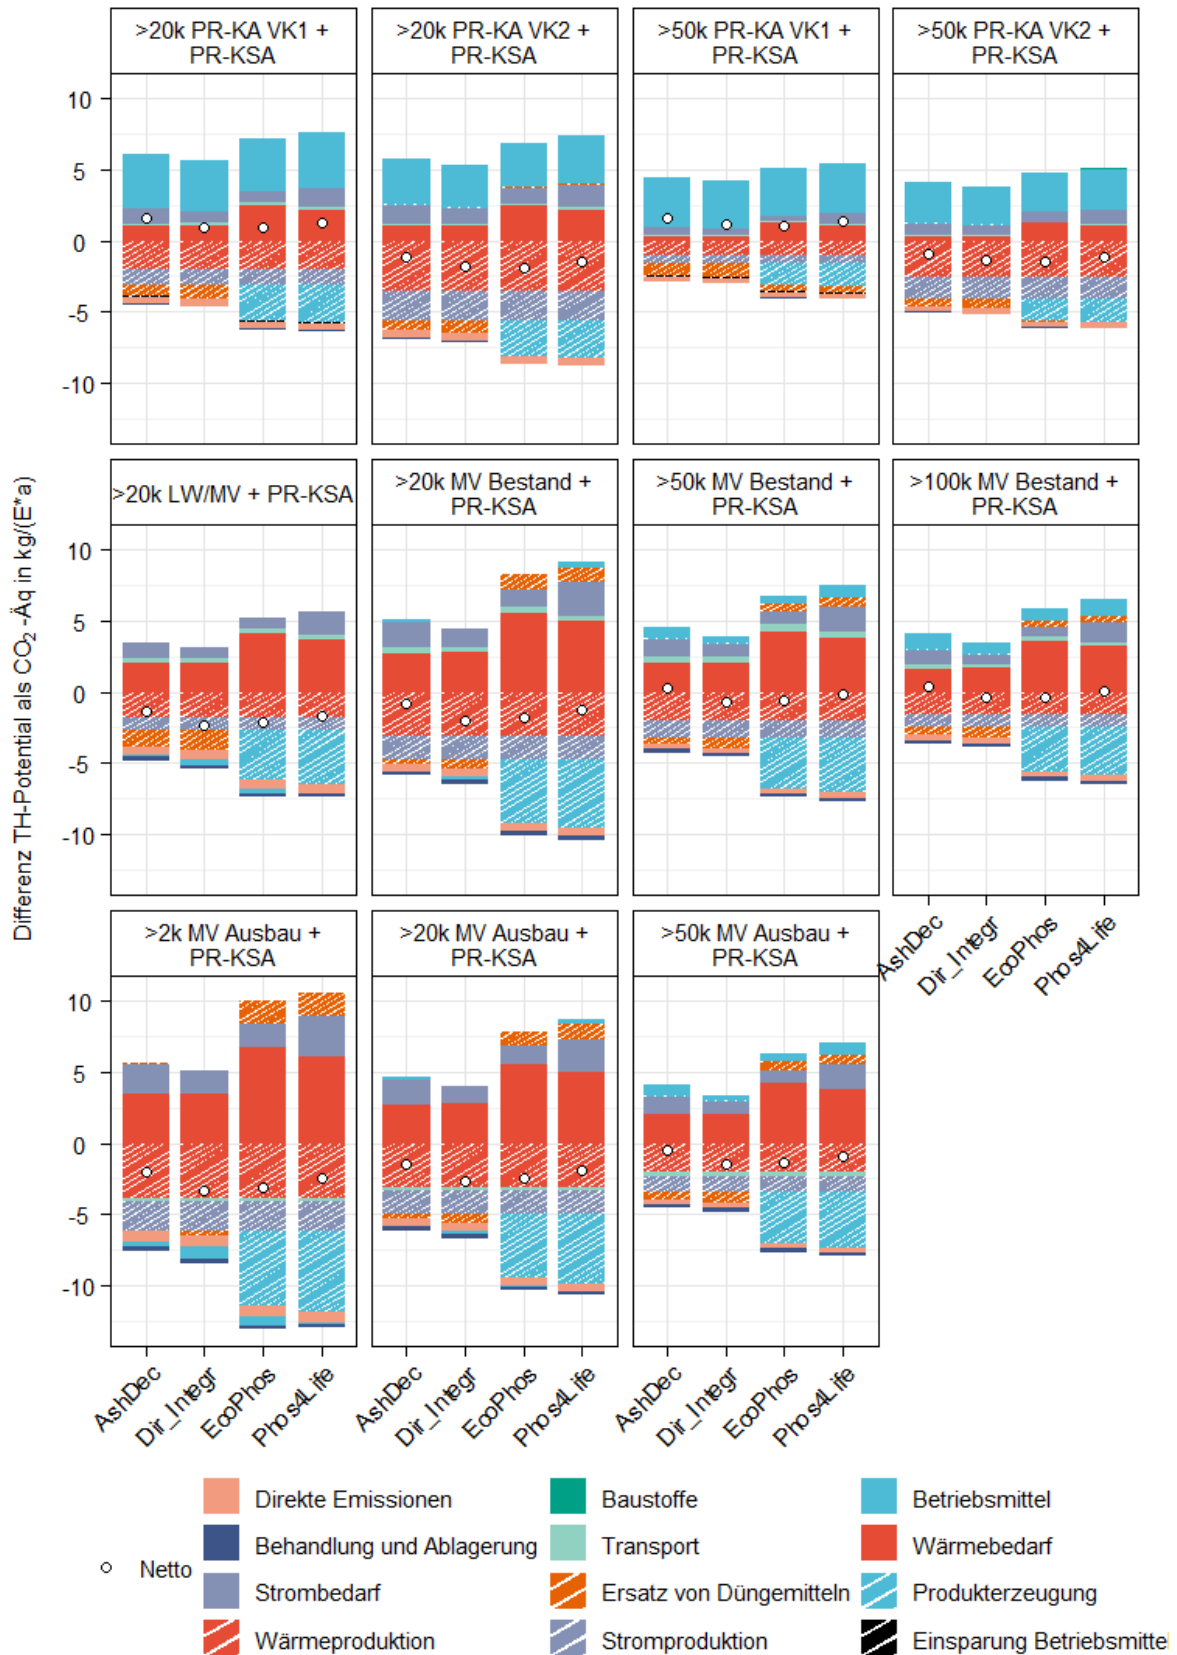 >20k PR-KA VK1 +
PR-KSA
>20k PR-KA VK2 +
PR-KSA
>50k PR-KA VK1 +
PR-KSA
>50k PR-KA VK2 +
PR-KSA
10
5
0
-5
-10
>20k LW/MV + PR-KSA
>20k MV Bestand +
PR-KSA
>50k MV Bestand +
PR-KSA
>100k MV Bestand +
PR-KSA
10
5
0
-5
-10
Differenz TH-Potential als CO₂ -Äq in kg/(E*a)
AshDec
Dir_Integr
EcoPhos
Phos4Life
>2k MV Ausbau +
PR-KSA
>20k MV Ausbau +
PR-KSA
>50k MV Ausbau +
PR-KSA
10
5
0
-5
-10
AshDec
Dir_Integr
EcoPhos
Phos4Life
AshDec
Dir_Integr
EcoPhos
Phos4Life
AshDec
Dir_Integr
EcoPhos
Phos4Life
Netto
Direkte Emissionen
Baustoffe
Betriebsmittel
Behandlung und Ablagerung
Transport
Wärmebedarf
Strombedarf
Ersatz von Düngemitteln
Produkterzeugung
Wärmeproduktion
Stromproduktion
Einsparung Betriebsmittel